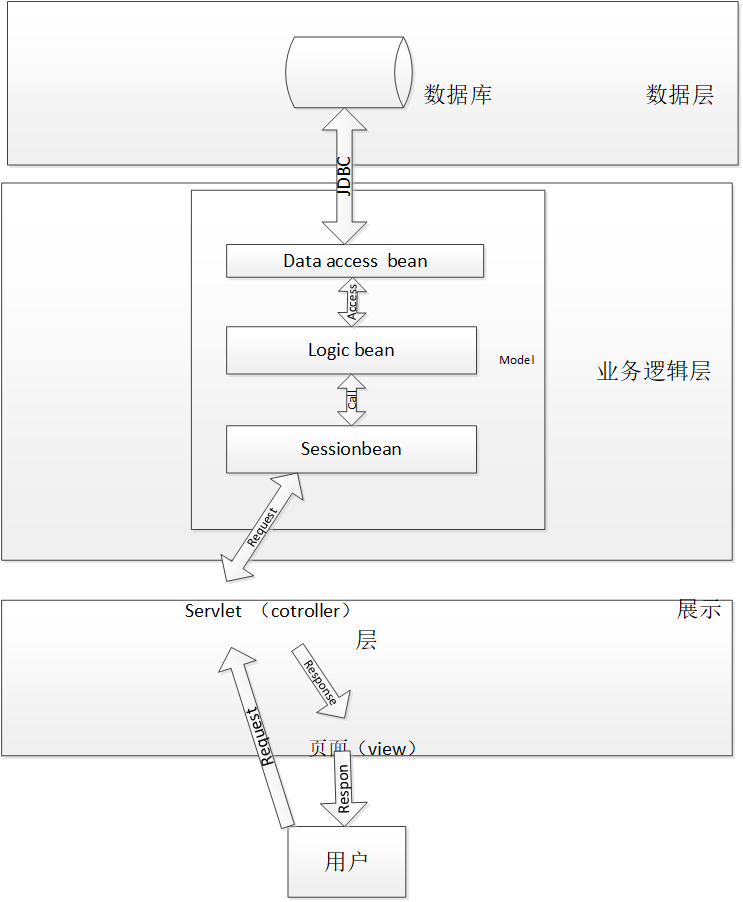 数据库
数据层
JDBC
Data access bean
Access
Logic bean
Model
业务逻辑层
Call
Sessionbean
Request
Servlet （cotroller） 展示
层
Response
Request
页面（view）
Respon
用户